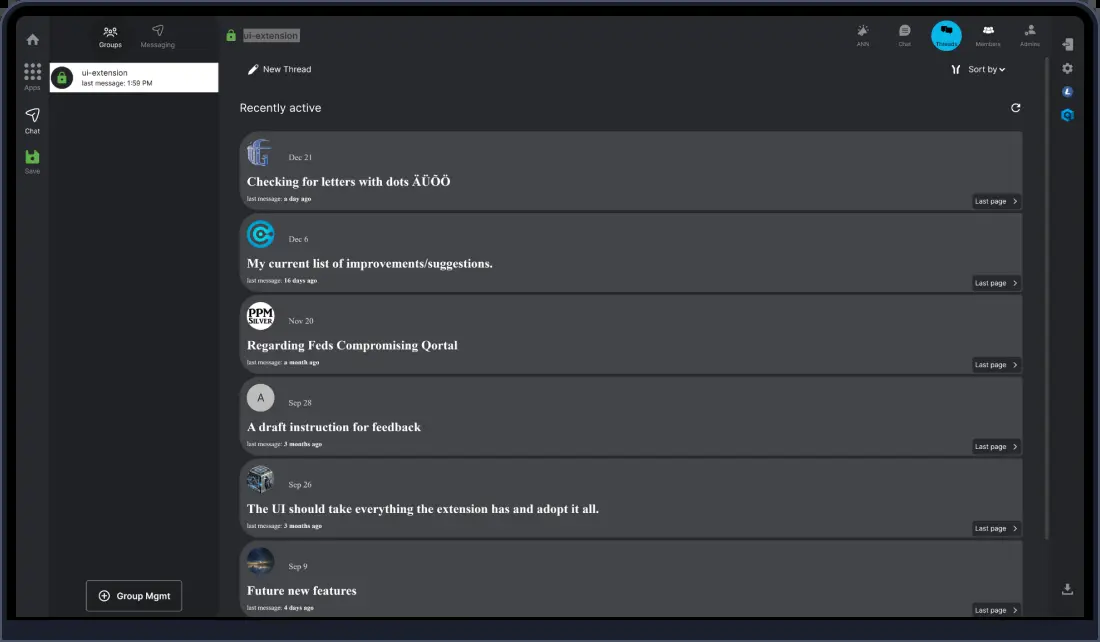 Groups
Messaging
ui-extension
ANN
Chat
Threads
Members
Admins
Apps
Chat
Save
ui-extension
last message: 1:59 PM
New Thread
Sort by
Recently active
Dec 21
Checking for letters with dots ÄÜÕÖ
last message: a day ago
Last page
Dec 6
My current list of improvements/suggestions.
last message: 16 days ago
Last page
PPM
SILVER
Nov 20
Regarding Feds Compromising Qortal
last message: a month ago
Last page
A
Sep 28
A draft instruction for feedback
last message: 3 months ago
Last page
Sep 26
The UI should take everything the extension has and adopt it all.
last message: 3 months ago
Last page
Sep 9
Future new features
last message: 4 days ago
Last page
Group Mgmt